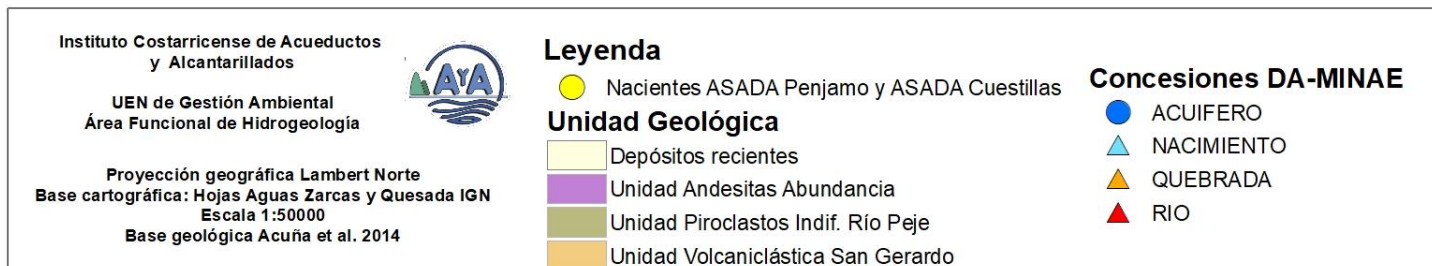 Instituto Costarricense de Acueductos
y Alcantarillados
UEN de Gestión Ambiental
Área Funcional de Hidrogeología
Proyección geográfica Lambert Norte
Base cartográfica: Hojas Aguas Zarcas y Quesada IGN
Escala 1:50000
Base geológica Acuña et al. 2014
AyA
Leyenda
Nacientes ASADA Penjamo y ASADA Cuestillas
Unidad Geológica
Depósitos recientes
Unidad Andesitas Abundancia
Unidad Piroclastos Indif. Río Peje
Unidad Volcaniclástica San Gerardo
Concesiones DA-MINAE
ACUIFERO
NACIMIENTO
QUEBRADA
RIO